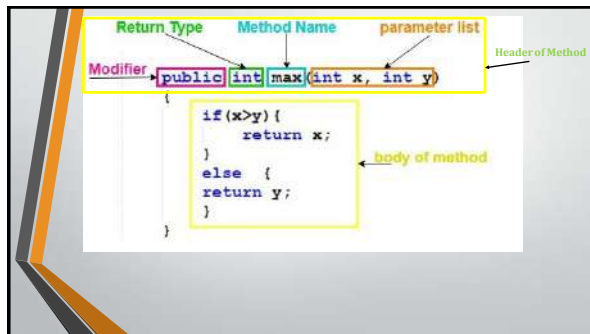 Return Type Method Name parameter list
Header of Method
Modifier public int max(int x, int y)
{
if(x>y){
return x;
}
body of method
else {
return y;
}
}